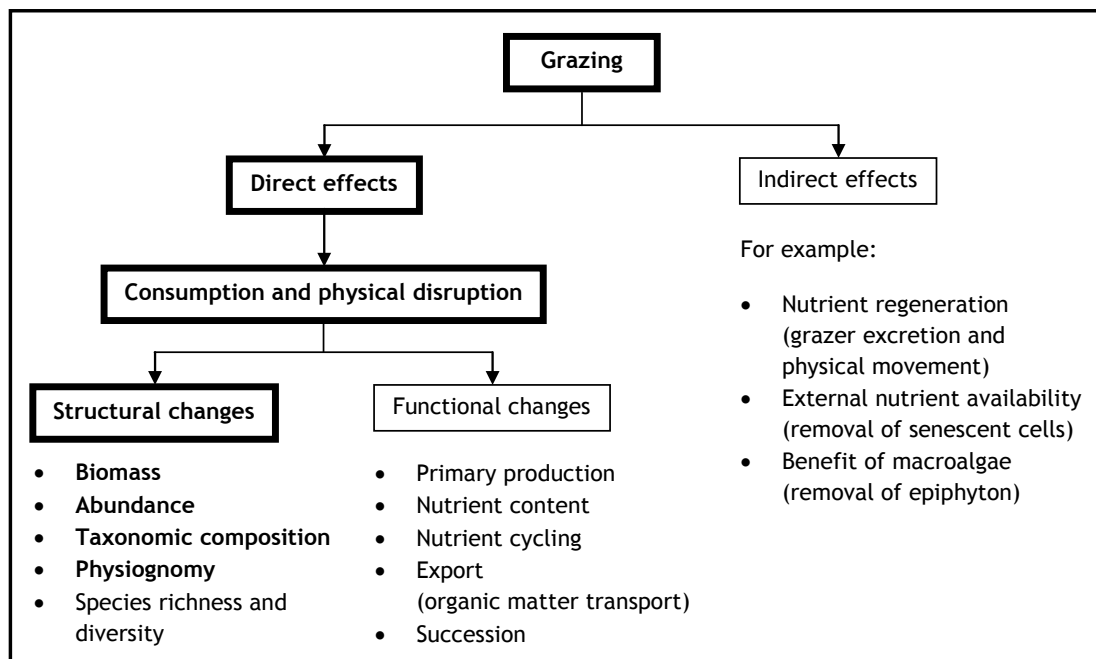 Grazing
Direct effects
Indirect effects
Consumption and physical disruption
For example:
• Nutrient regeneration
(grazer excretion and
physical movement)
• External nutrient availability
(removal of senescent cells)
• Benefit of macroalgae
(removal of epiphyton)
Structural changes
• Biomass
• Abundance
• Taxonomic composition
• Physiognomy
• Species richness and
diversity
Functional changes
• Primary production
• Nutrient content
• Nutrient cycling
• Export
(organic matter transport)
• Succession